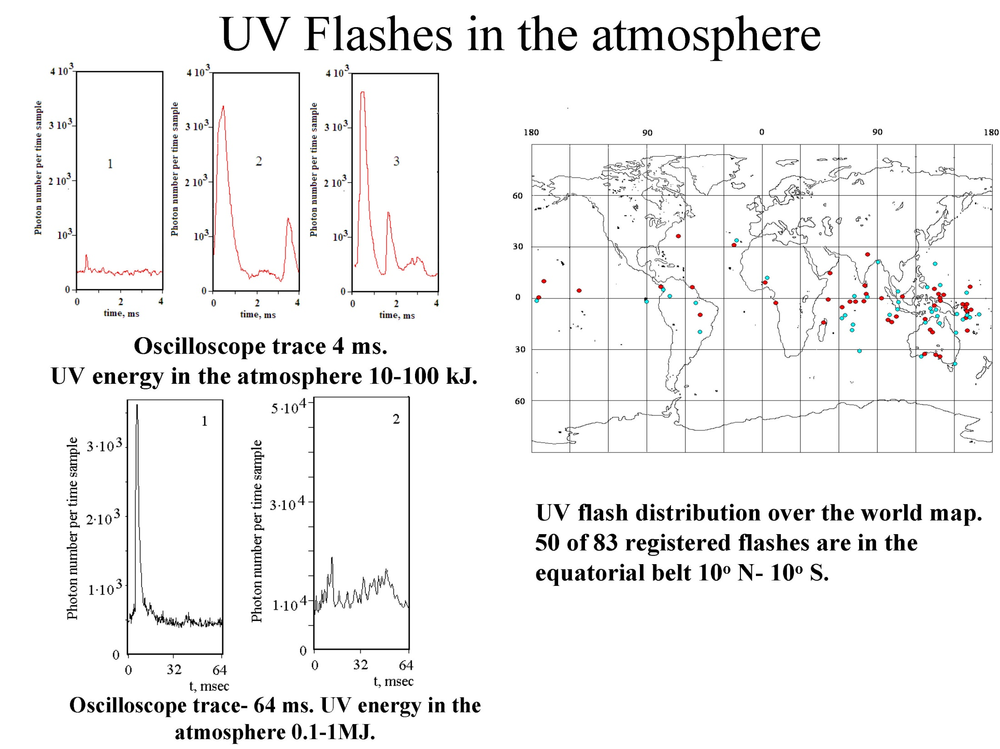 UV Flashes in the atmosphere
4 10³
3 10³
2 10³
10³
0
Photon number per time sample
1
0 2 4
time, ms
4 10³
3 10³
2 10³
10³
0
Photon number per time sample
2
0 2 4
time, ms
4 10³
3 10³
2 10³
10³
0
Photon number per time sample
3
0 2 4
time, ms
Oscilloscope trace 4 ms.
UV energy in the atmosphere 10-100 kJ.
3·10³
2·10³
1·10³
0
Photon number per time sample
1
0 32 64
t, msec
5·10⁴
3·10⁴
1·10⁴
0
Photon number per time sample
2
0 32 64
t, msec
Oscilloscope trace- 64 ms. UV energy in the
atmosphere 0.1-1MJ.
180 90 0 90 180
60
30
0
30
60
UV flash distribution over the world map.
50 of 83 registered flashes are in the
equatorial belt 10º N- 10º S.